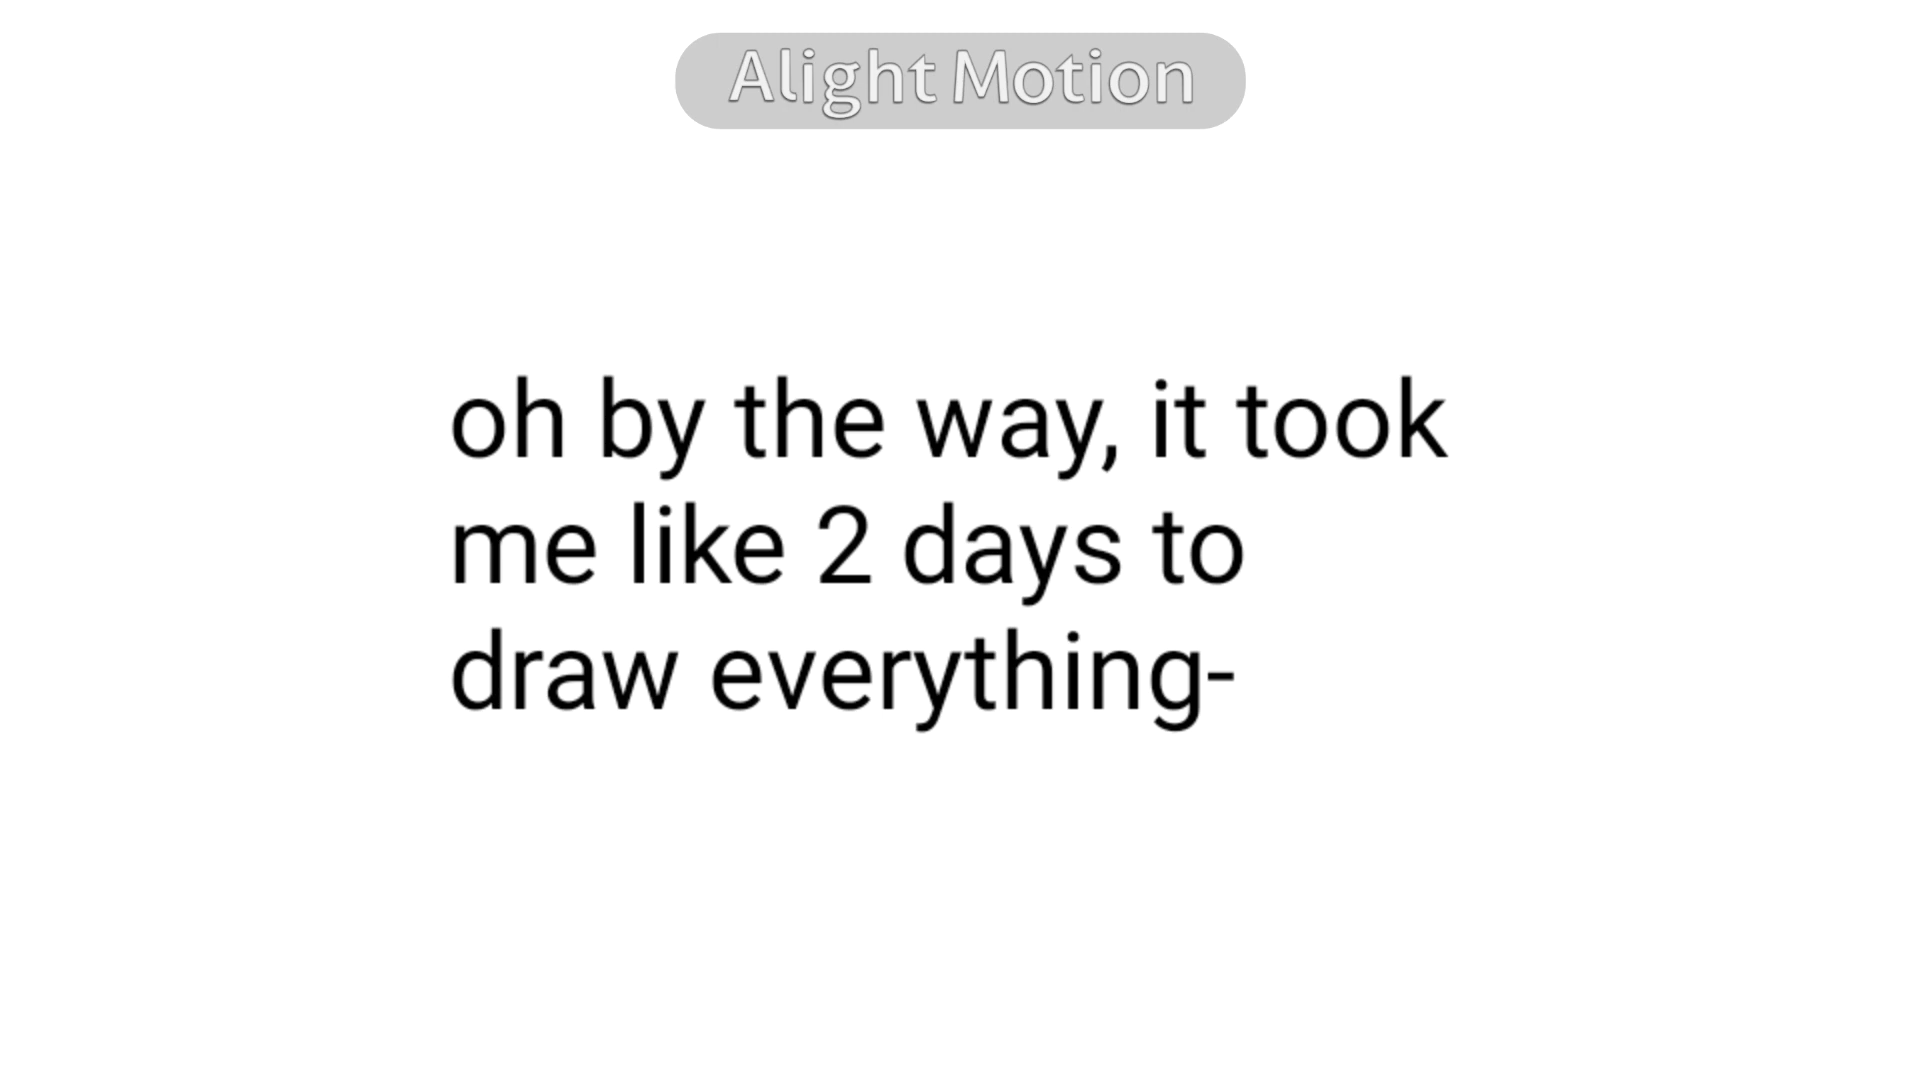 Alight Motion
oh by the way, it took
me like 2 days to
draw everything-